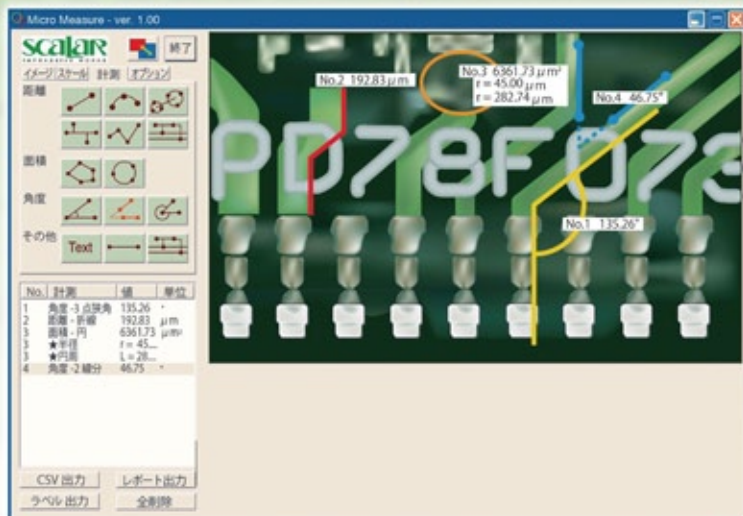 Micro Measure - ver. 1.00
SCALAR
終了
イメージ スケール 計測 オプション
距離
面積
角度
その他
Text
No. 計測 値 単位
1 角度-3 点狭角 135.26 °
2 距離-折線 192.83 μm
3 面積-円 6361.73 μm²
3 ★半径 r = 45...
3 ★円周 L = 28...
4 角度-2 線分 46.75 °
CSV 出力 レポート出力
ラベル 出力 全削除
No.2 192.83 μm
No.3 6361.73 μm²
r = 45.00 μm
r = 282.74 μm
No.4 46.75°
PD78F073
No.1 135.26°